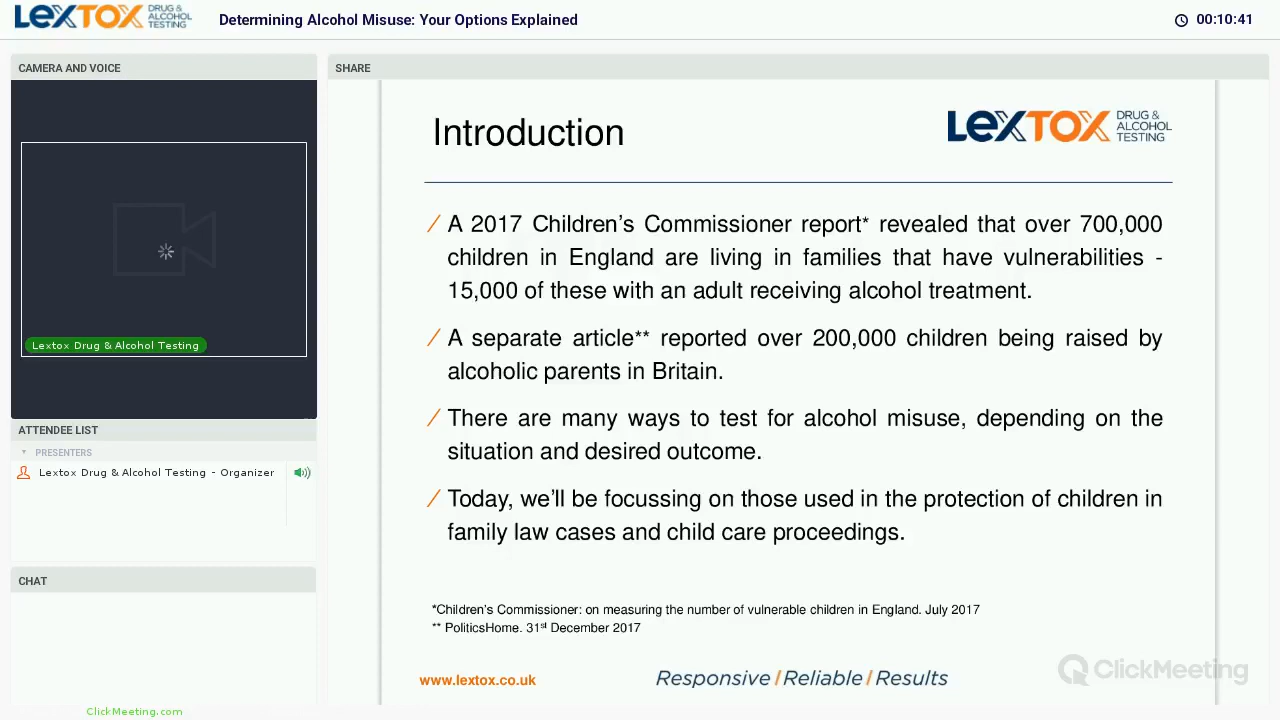 LEXTOX DRUG & ALCOHOL TESTING
Determining Alcohol Misuse: Your Options Explained
00:10:41
CAMERA AND VOICE
Lextox Drug & Alcohol Testing
ATTENDEE LIST
PRESENTERS
Lextox Drug & Alcohol Testing - Organizer
CHAT
ClickMeeting.com
SHARE
Introduction
LEXTOX DRUG & ALCOHOL TESTING
A 2017 Children’s Commissioner report* revealed that over 700,000
children in England are living in families that have vulnerabilities -
15,000 of these with an adult receiving alcohol treatment.
A separate article** reported over 200,000 children being raised by
alcoholic parents in Britain.
There are many ways to test for alcohol misuse, depending on the
situation and desired outcome.
Today, we’ll be focussing on those used in the protection of children in
family law cases and child care proceedings.
*Children’s Commissioner: on measuring the number of vulnerable children in England. July 2017
** PoliticsHome. 31st December 2017
www.lextox.co.uk
Responsive / Reliable / Results
ClickMeeting